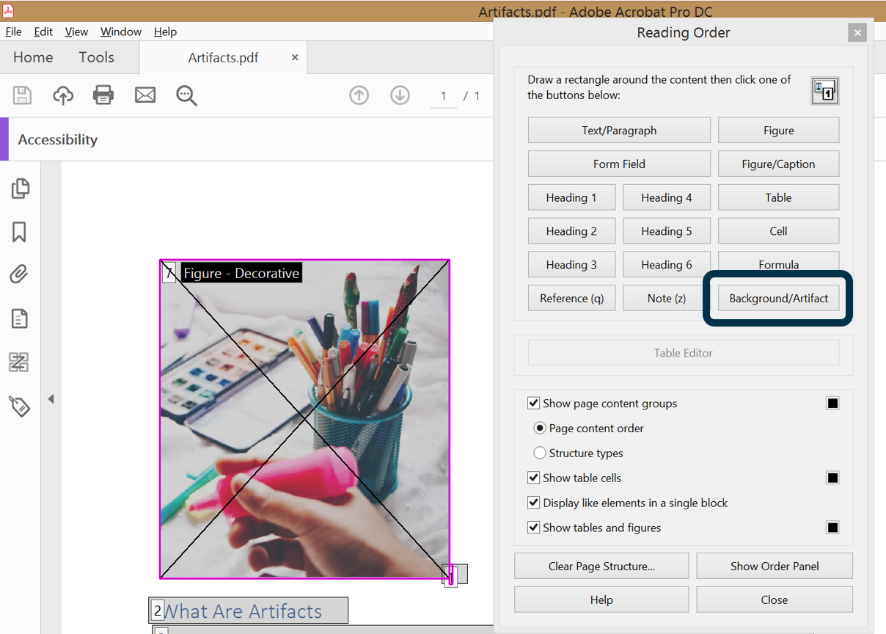 Artifacts.pdf - Adobe Acrobat Pro DC
File Edit View Window Help
Home Tools Artifacts.pdf ×
1 / 1
Accessibility
7 Figure - Decorative
1
2 What Are Artifacts
Reading Order
Draw a rectangle around the content then click one of
the buttons below:
1
Text/Paragraph Figure
Form Field Figure/Caption
Heading 1 Heading 4 Table
Heading 2 Heading 5 Cell
Heading 3 Heading 6 Formula
Reference (q) Note (z) Background/Artifact
Table Editor
Show page content groups
Page content order
Structure types
Show table cells
Display like elements in a single block
Show tables and figures
Clear Page Structure... Show Order Panel
Help Close